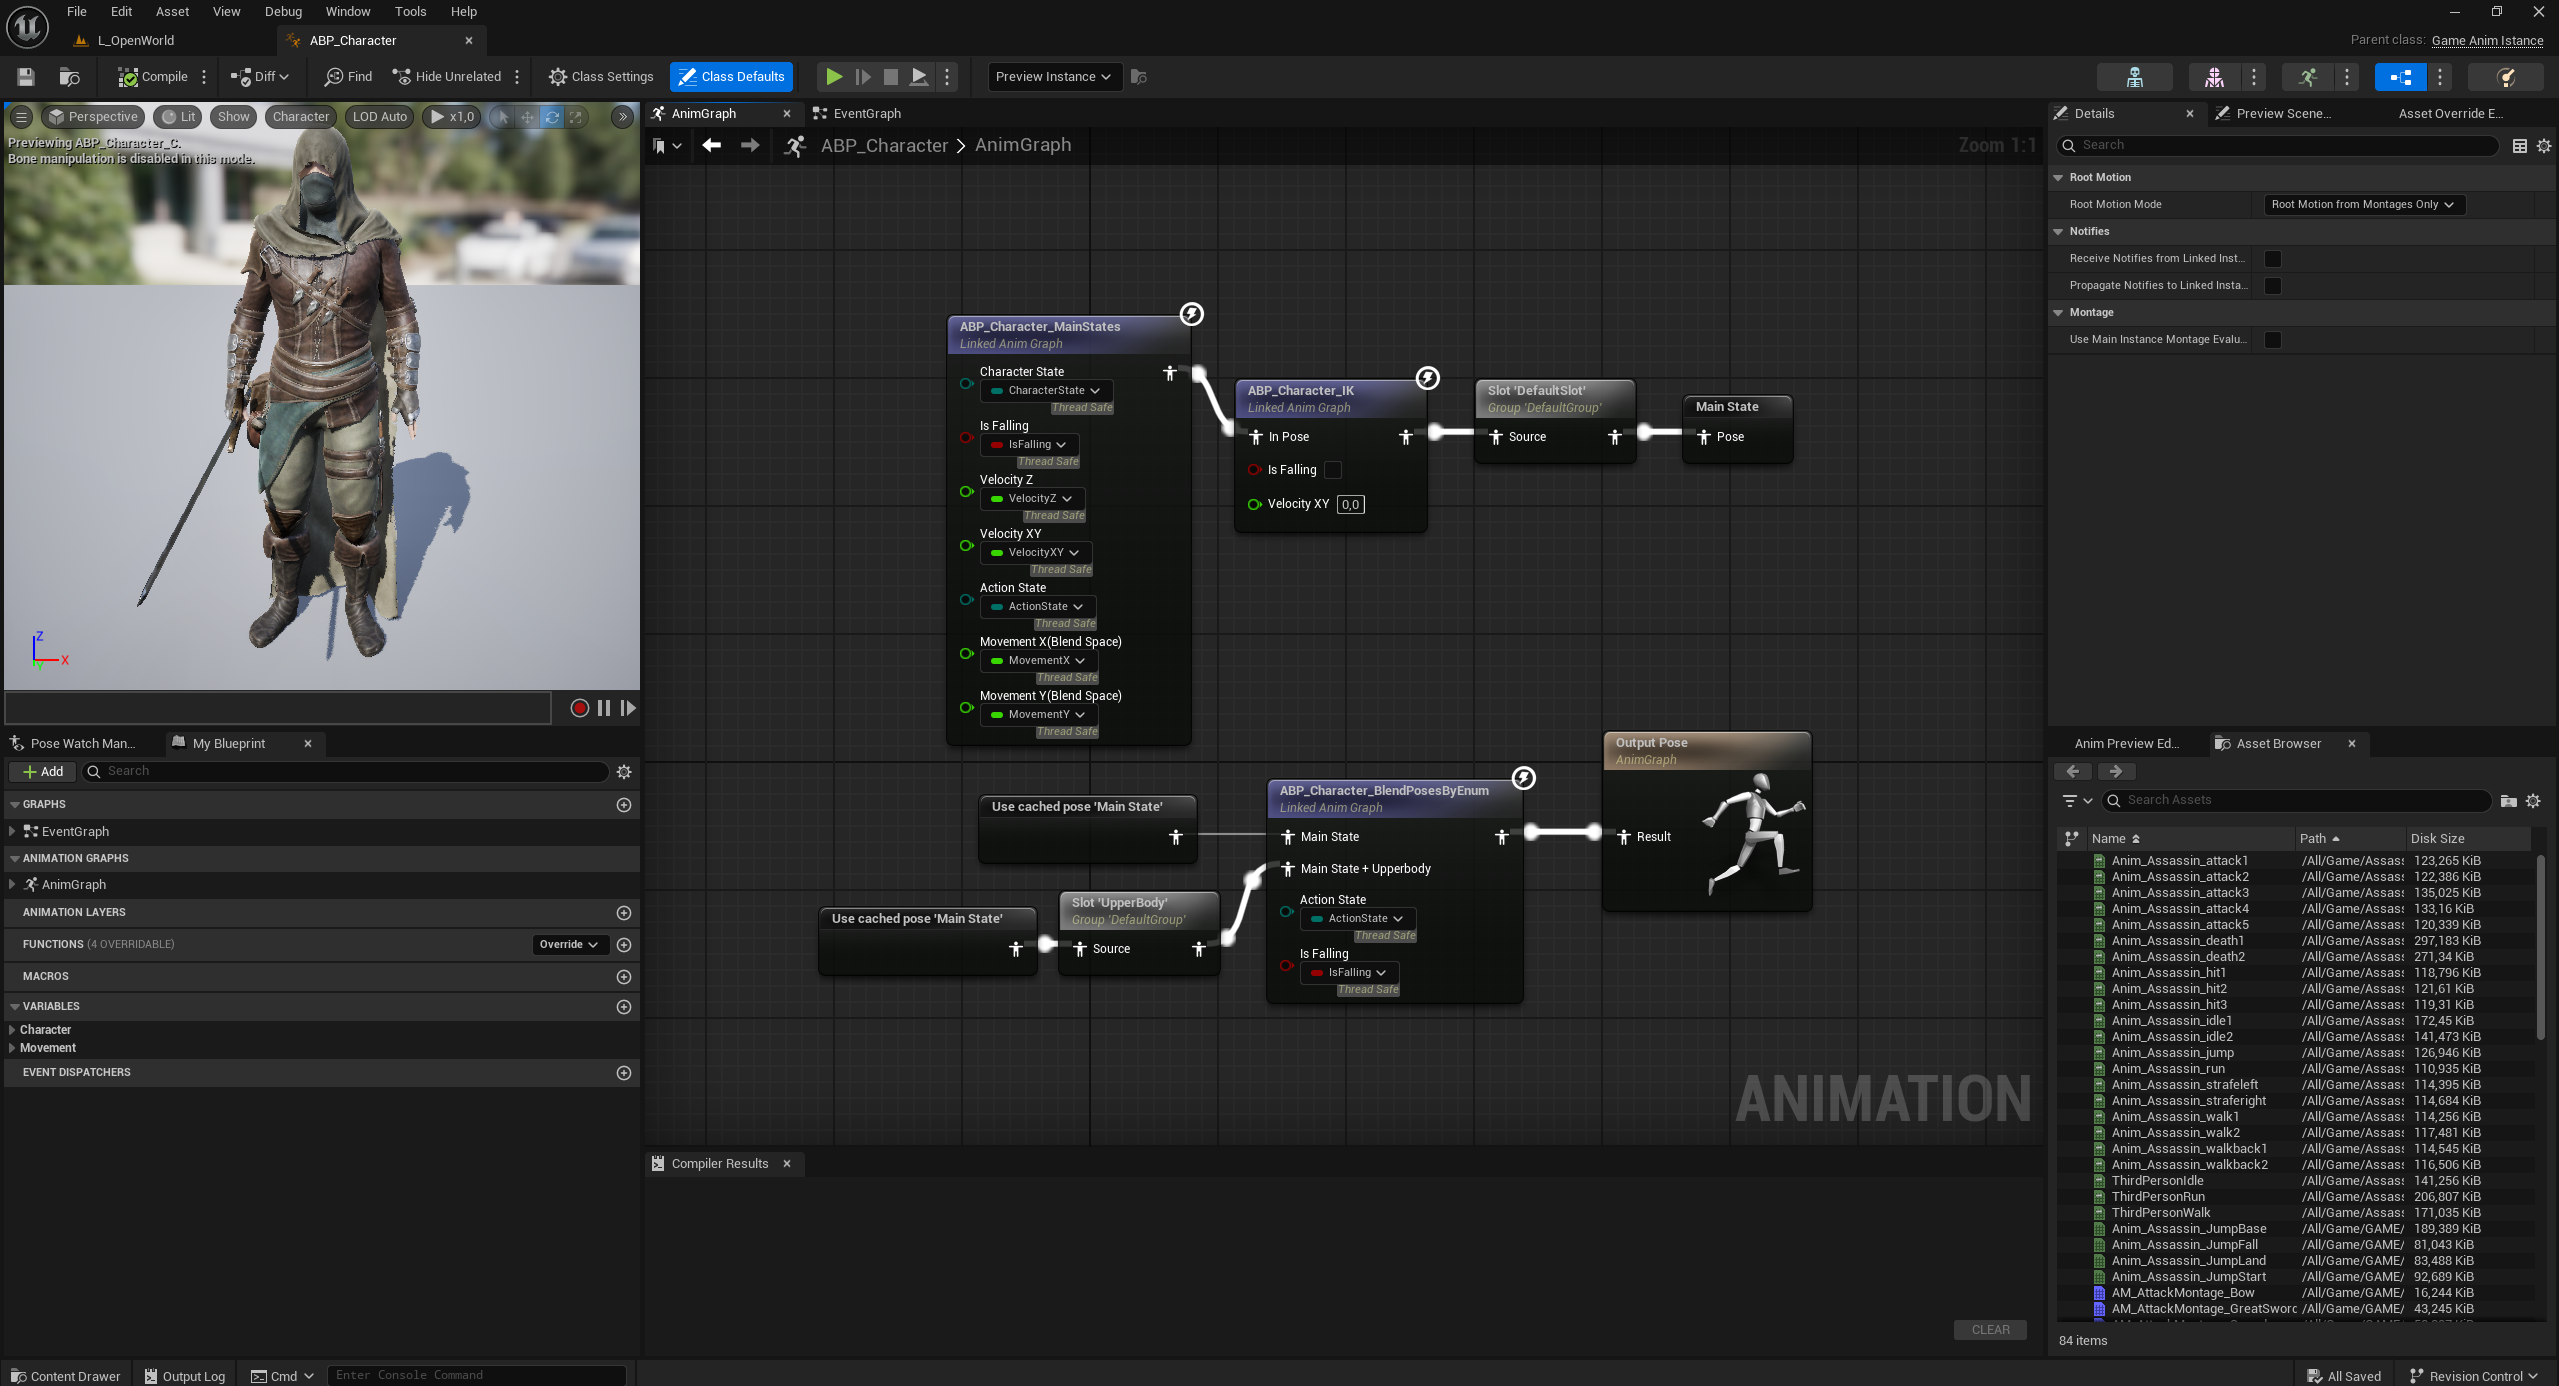 File Edit Asset View Debug Window Tools Help
L_OpenWorld
ABP_Character
Parent class: Game Anim Istance
Compile
Diff
Find
Hide Unrelated
Class Settings
Class Defaults
Preview Instance
Perspective Lit Show Character LOD Auto x1,0
Previewing ABP_Character_C.
Bone manipulation is disabled in this mode.
Z
X
Y
AnimGraph
EventGraph
ABP_Character > AnimGraph
Zoom 1:1
ABP_Character_MainStates
Linked Anim Graph
Character State
CharacterState
Thread Safe
Is Falling
IsFalling
Thread Safe
Velocity Z
VelocityZ
Thread Safe
Velocity XY
VelocityXY
Thread Safe
Action State
ActionState
Thread Safe
Movement X(Blend Space)
MovementX
Thread Safe
Movement Y(Blend Space)
MovementY
Thread Safe
ABP_Character_IK
Linked Anim Graph
In Pose
Is Falling
Velocity XY 0,0
Slot 'DefaultSlot'
Group 'DefaultGroup'
Source
Main State
Pose
Use cached pose 'Main State'
Use cached pose 'Main State'
Slot 'UpperBody'
Group 'DefaultGroup'
Source
ABP_Character_BlendPosesByEnum
Linked Anim Graph
Main State
Main State + Upperbody
Action State
ActionState
Thread Safe
Is Falling
IsFalling
Thread Safe
Output Pose
AnimGraph
Result
ANIMATION
Compiler Results
CLEAR
Pose Watch Man...
My Blueprint
Add
Search
GRAPHS
EventGraph
ANIMATION GRAPHS
AnimGraph
ANIMATION LAYERS
FUNCTIONS (4 OVERRIDABLE)
Override
MACROS
VARIABLES
Character
Movement
EVENT DISPATCHERS
Details
Preview Scene...
Asset Override E...
Search
Root Motion
Root Motion Mode
Root Motion from Montages Only
Notifies
Receive Notifies from Linked Inst...
Propagate Notifies to Linked Insta...
Montage
Use Main Instance Montage Evalu...
Anim Preview Ed...
Asset Browser
Search Assets
Name Path Disk Size
Anim_Assassin_attack1 /All/Game/Assas 123,265 KiB
Anim_Assassin_attack2 /All/Game/Assas 122,386 KiB
Anim_Assassin_attack3 /All/Game/Assas 135,025 KiB
Anim_Assassin_attack4 /All/Game/Assas 133,16 KiB
Anim_Assassin_attack5 /All/Game/Assas 120,339 KiB
Anim_Assassin_death1 /All/Game/Assas 297,183 KiB
Anim_Assassin_death2 /All/Game/Assas 271,34 KiB
Anim_Assassin_hit1 /All/Game/Assas 118,796 KiB
Anim_Assassin_hit2 /All/Game/Assas 121,61 KiB
Anim_Assassin_hit3 /All/Game/Assas 119,31 KiB
Anim_Assassin_idle1 /All/Game/Assas 172,45 KiB
Anim_Assassin_idle2 /All/Game/Assas 141,473 KiB
Anim_Assassin_jump /All/Game/Assas 126,946 KiB
Anim_Assassin_run /All/Game/Assas 110,935 KiB
Anim_Assassin_strafeleft /All/Game/Assas 114,395 KiB
Anim_Assassin_straferight /All/Game/Assas 114,684 KiB
Anim_Assassin_walk1 /All/Game/Assas 114,256 KiB
Anim_Assassin_walk2 /All/Game/Assas 117,481 KiB
Anim_Assassin_walkback1 /All/Game/Assas 114,545 KiB
Anim_Assassin_walkback2 /All/Game/Assas 116,506 KiB
ThirdPersonIdle /All/Game/Assas 141,256 KiB
ThirdPersonRun /All/Game/Assas 206,807 KiB
ThirdPersonWalk /All/Game/Assas 171,035 KiB
Anim_Assassin_JumpBase /All/Game/GAME/ 189,389 KiB
Anim_Assassin_JumpFall /All/Game/GAME/ 81,043 KiB
Anim_Assassin_JumpLand /All/Game/GAME/ 83,488 KiB
Anim_Assassin_JumpStart /All/Game/GAME/ 92,689 KiB
AM_AttackMontage_Bow /All/Game/GAME/ 16,244 KiB
AM_AttackMontage_GreatSword /All/Game/GAME/ 43,245 KiB
84 items
Content Drawer
Output Log
Cmd
Enter Console Command
All Saved
Revision Control